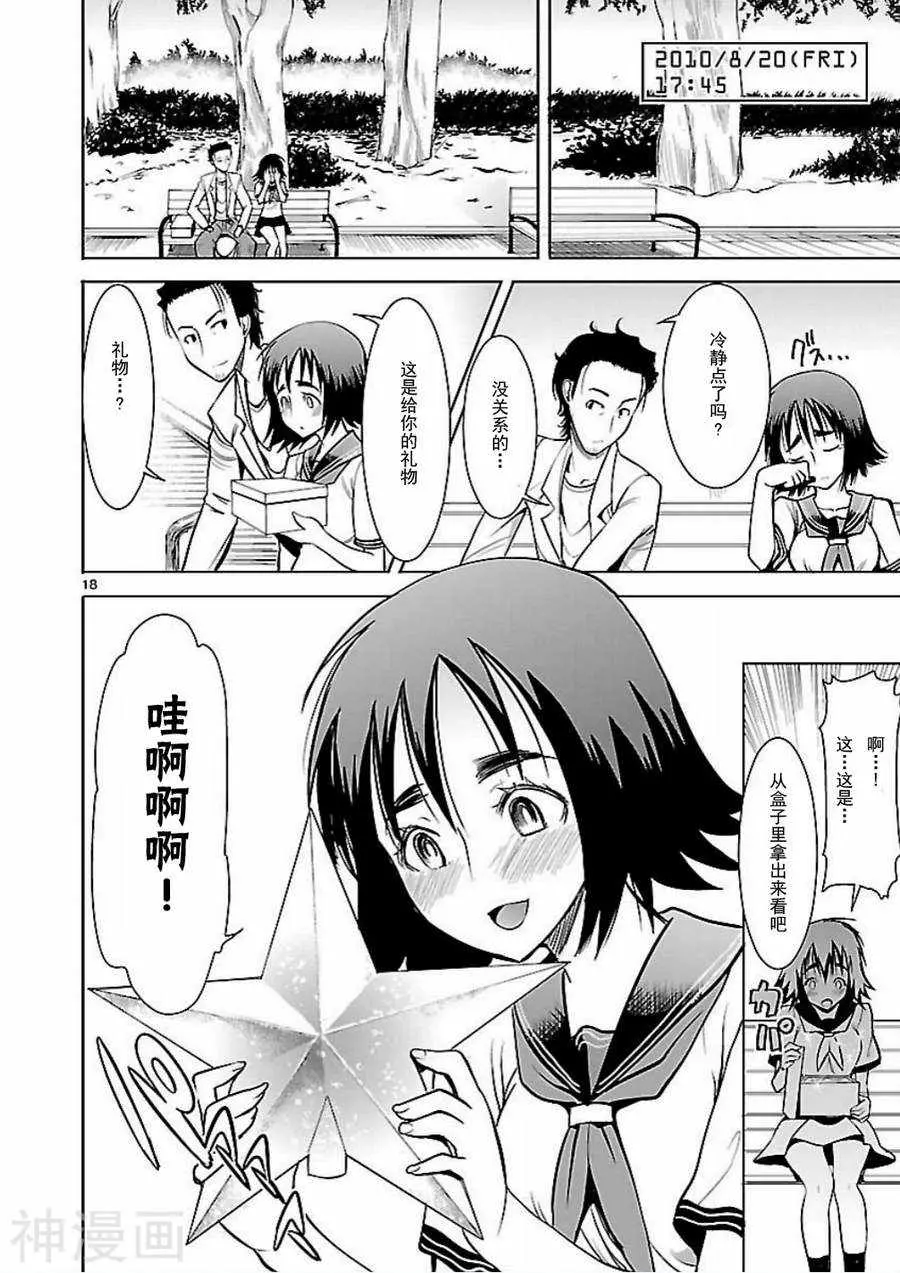 2010/8/20(FRI)
17:45
グス…
冷静点了吗?
没关系的…
这是给你的礼物
礼物…?
18
啊…!
这…这是…
从盒子里拿出来看吧
カパ
哇啊啊啊!
神漫画